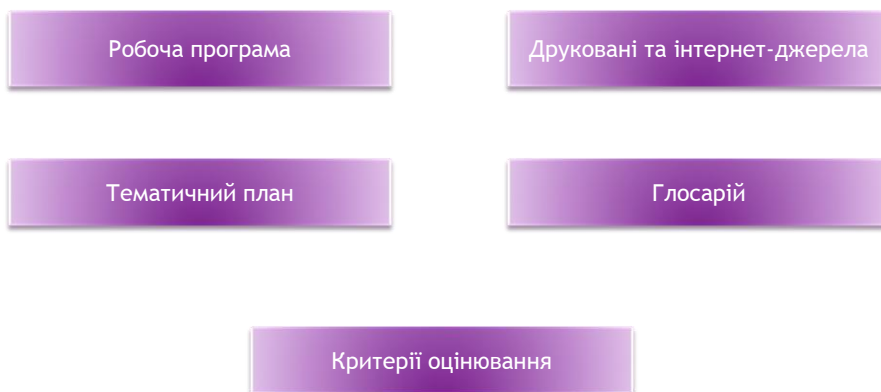 Робоча програма
Друковані та інтернет-джерела
Тематичний план
Глосарій
Критерії оцінювання